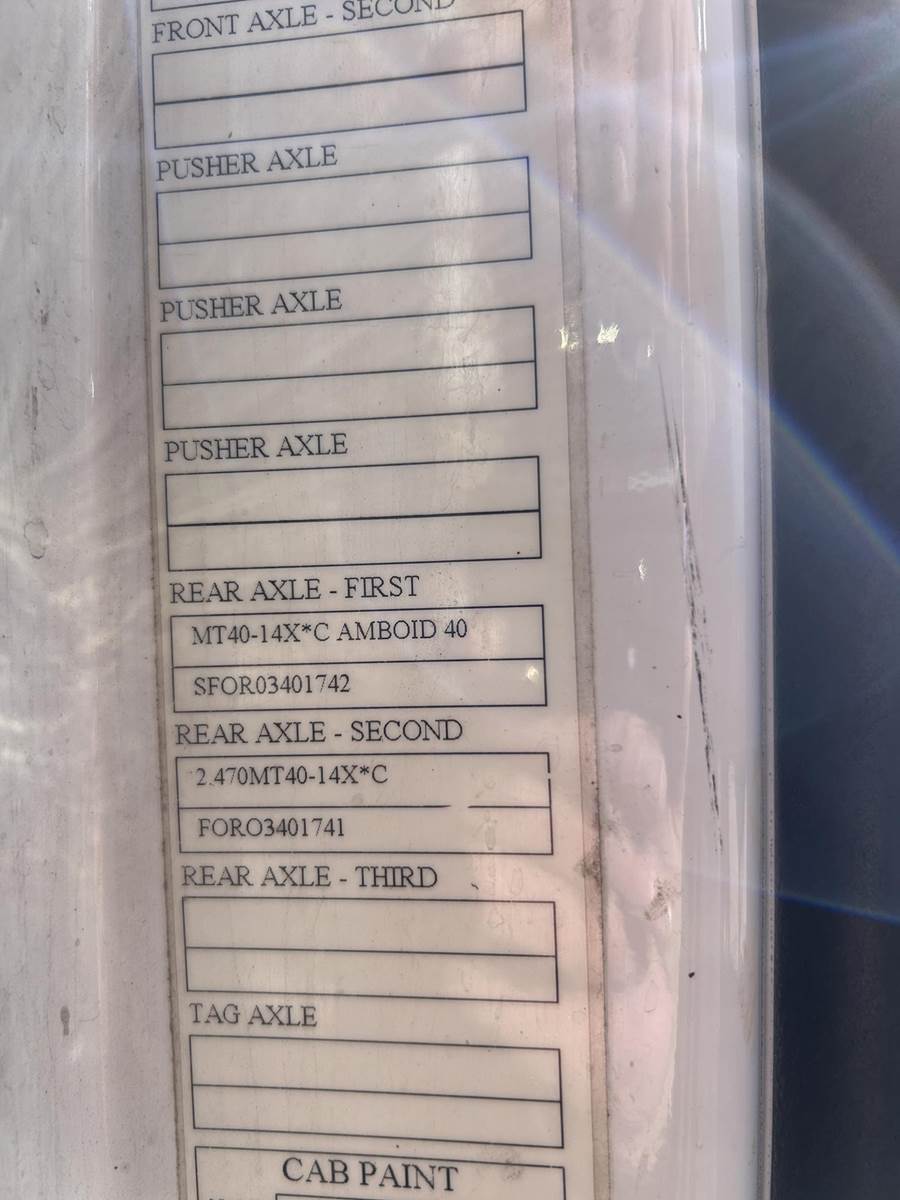 FRONT AXLE - SECOND
PUSHER AXLE
PUSHER AXLE
PUSHER AXLE
REAR AXLE - FIRST
MT40-14X*C AMBOID 40
SFOR03401742
REAR AXLE - SECOND
2.470MT40-14X*C
FORO3401741
REAR AXLE - THIRD
TAG AXLE
CAB PAINT